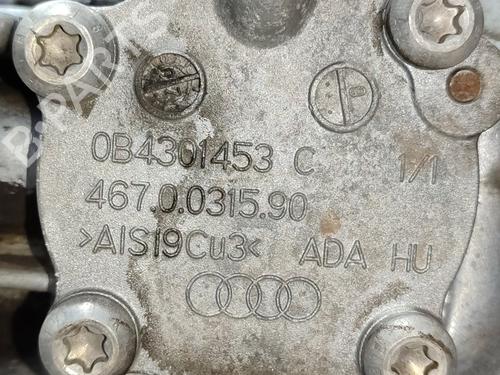 B-PARTS
0B4301453 C 1/1
467.0.0315.90
>AlSi9Cu3< ADA HU